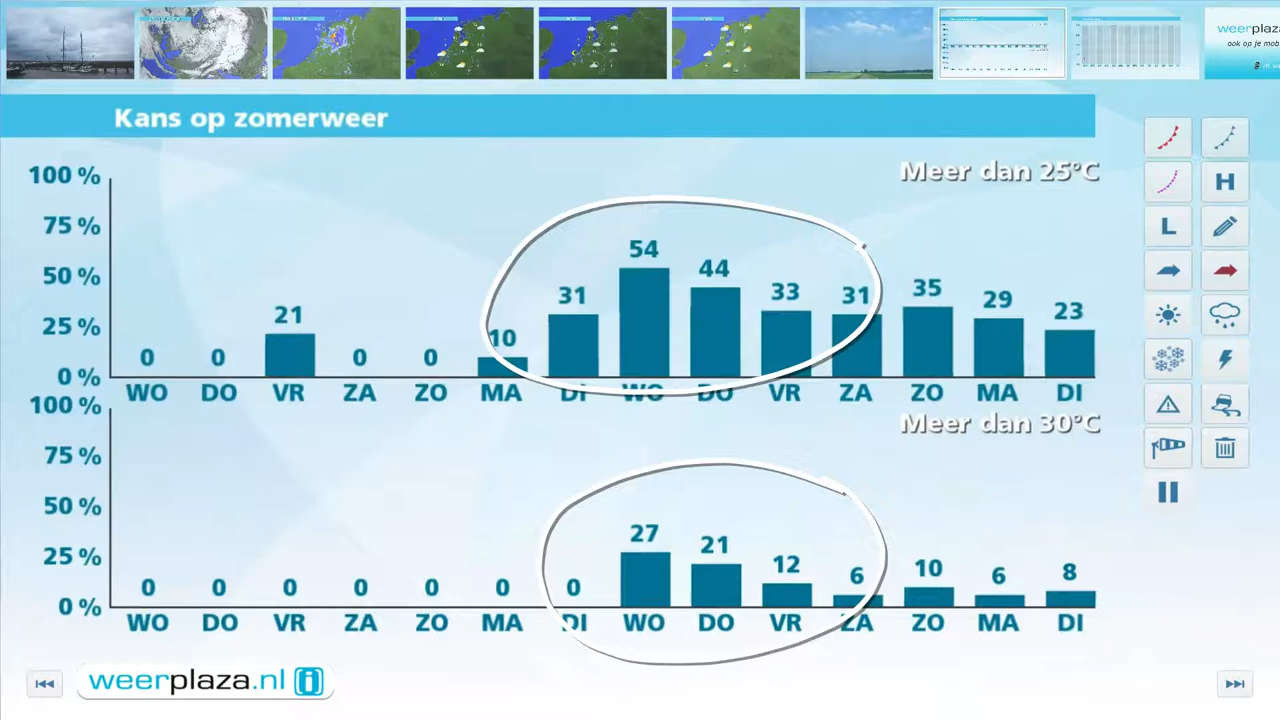 weerplaza
ook op je mob
Kans op zomerweer
Meer dan 25°C
100 %
75 %
50 %
25 %
0 %
0 0 21 0 0 10 31 54 44 33 31 35 29 23
WO DO VR ZA ZO MA DI WO DO VR ZA ZO MA DI
Meer dan 30°C
100 %
75 %
50 %
25 %
0 %
0 0 0 0 0 0 0 27 21 12 6 10 6 8
WO DO VR ZA ZO MA DI WO DO VR ZA ZO MA DI
H
L
weerplaza.nl i